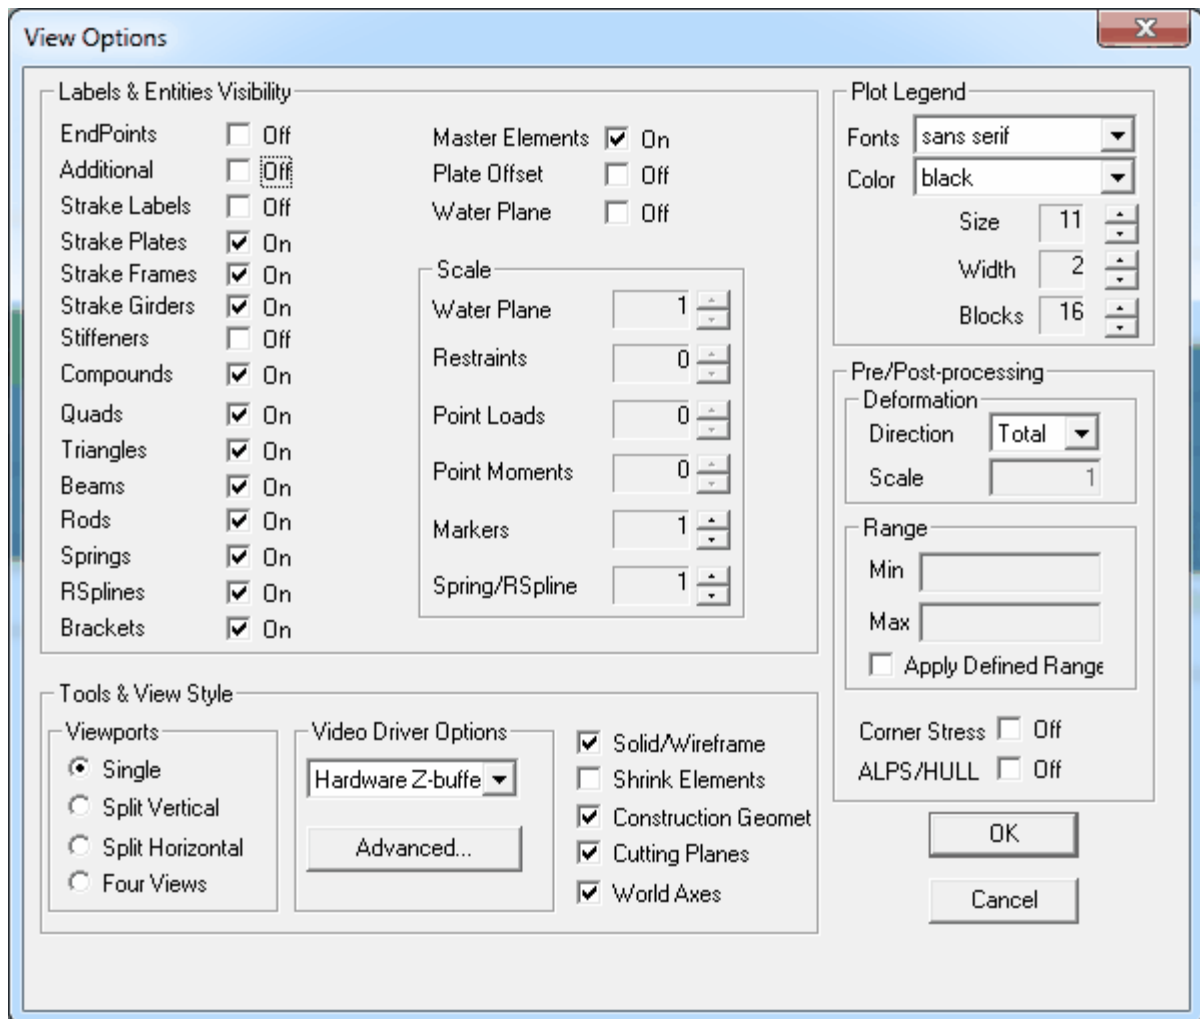 View Options
Labels & Entities Visibility
EndPoints Off
Additional Off
Strake Labels Off
Strake Plates On
Strake Frames On
Strake Girders On
Stiffeners Off
Compounds On
Quads On
Triangles On
Beams On
Rods On
Springs On
RSplines On
Brackets On
Master Elements On
Plate Offset Off
Water Plane Off
Scale
Water Plane 1
Restraints 0
Point Loads 0
Point Moments 0
Markers 1
Spring/RSpline 1
Plot Legend
Fonts sans serif
Color black
Size 11
Width 2
Blocks 16
Pre/Post-processing
Deformation
Direction Total
Scale 1
Range
Min
Max
Apply Defined Range
Corner Stress Off
ALPS/HULL Off
Tools & View Style
Viewports
Single
Split Vertical
Split Horizontal
Four Views
Video Driver Options
Hardware Z-buffe
Advanced...
Solid/Wireframe
Shrink Elements
Construction Geomet
Cutting Planes
World Axes
OK
Cancel